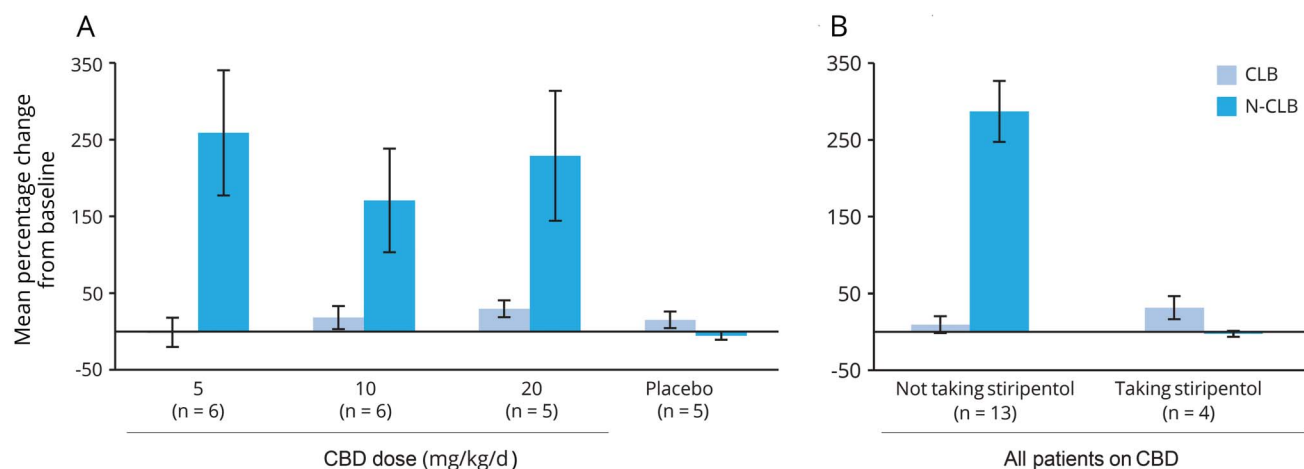 A
Mean percentage change
from baseline
350
250
150
50
-50
5
(n = 6)
10
(n = 6)
20
(n = 5)
Placebo
(n = 5)
CBD dose (mg/kg/d)
B
350
250
150
50
-50
CLB
N-CLB
Not taking stiripentol
(n = 13)
Taking stiripentol
(n = 4)
All patients on CBD